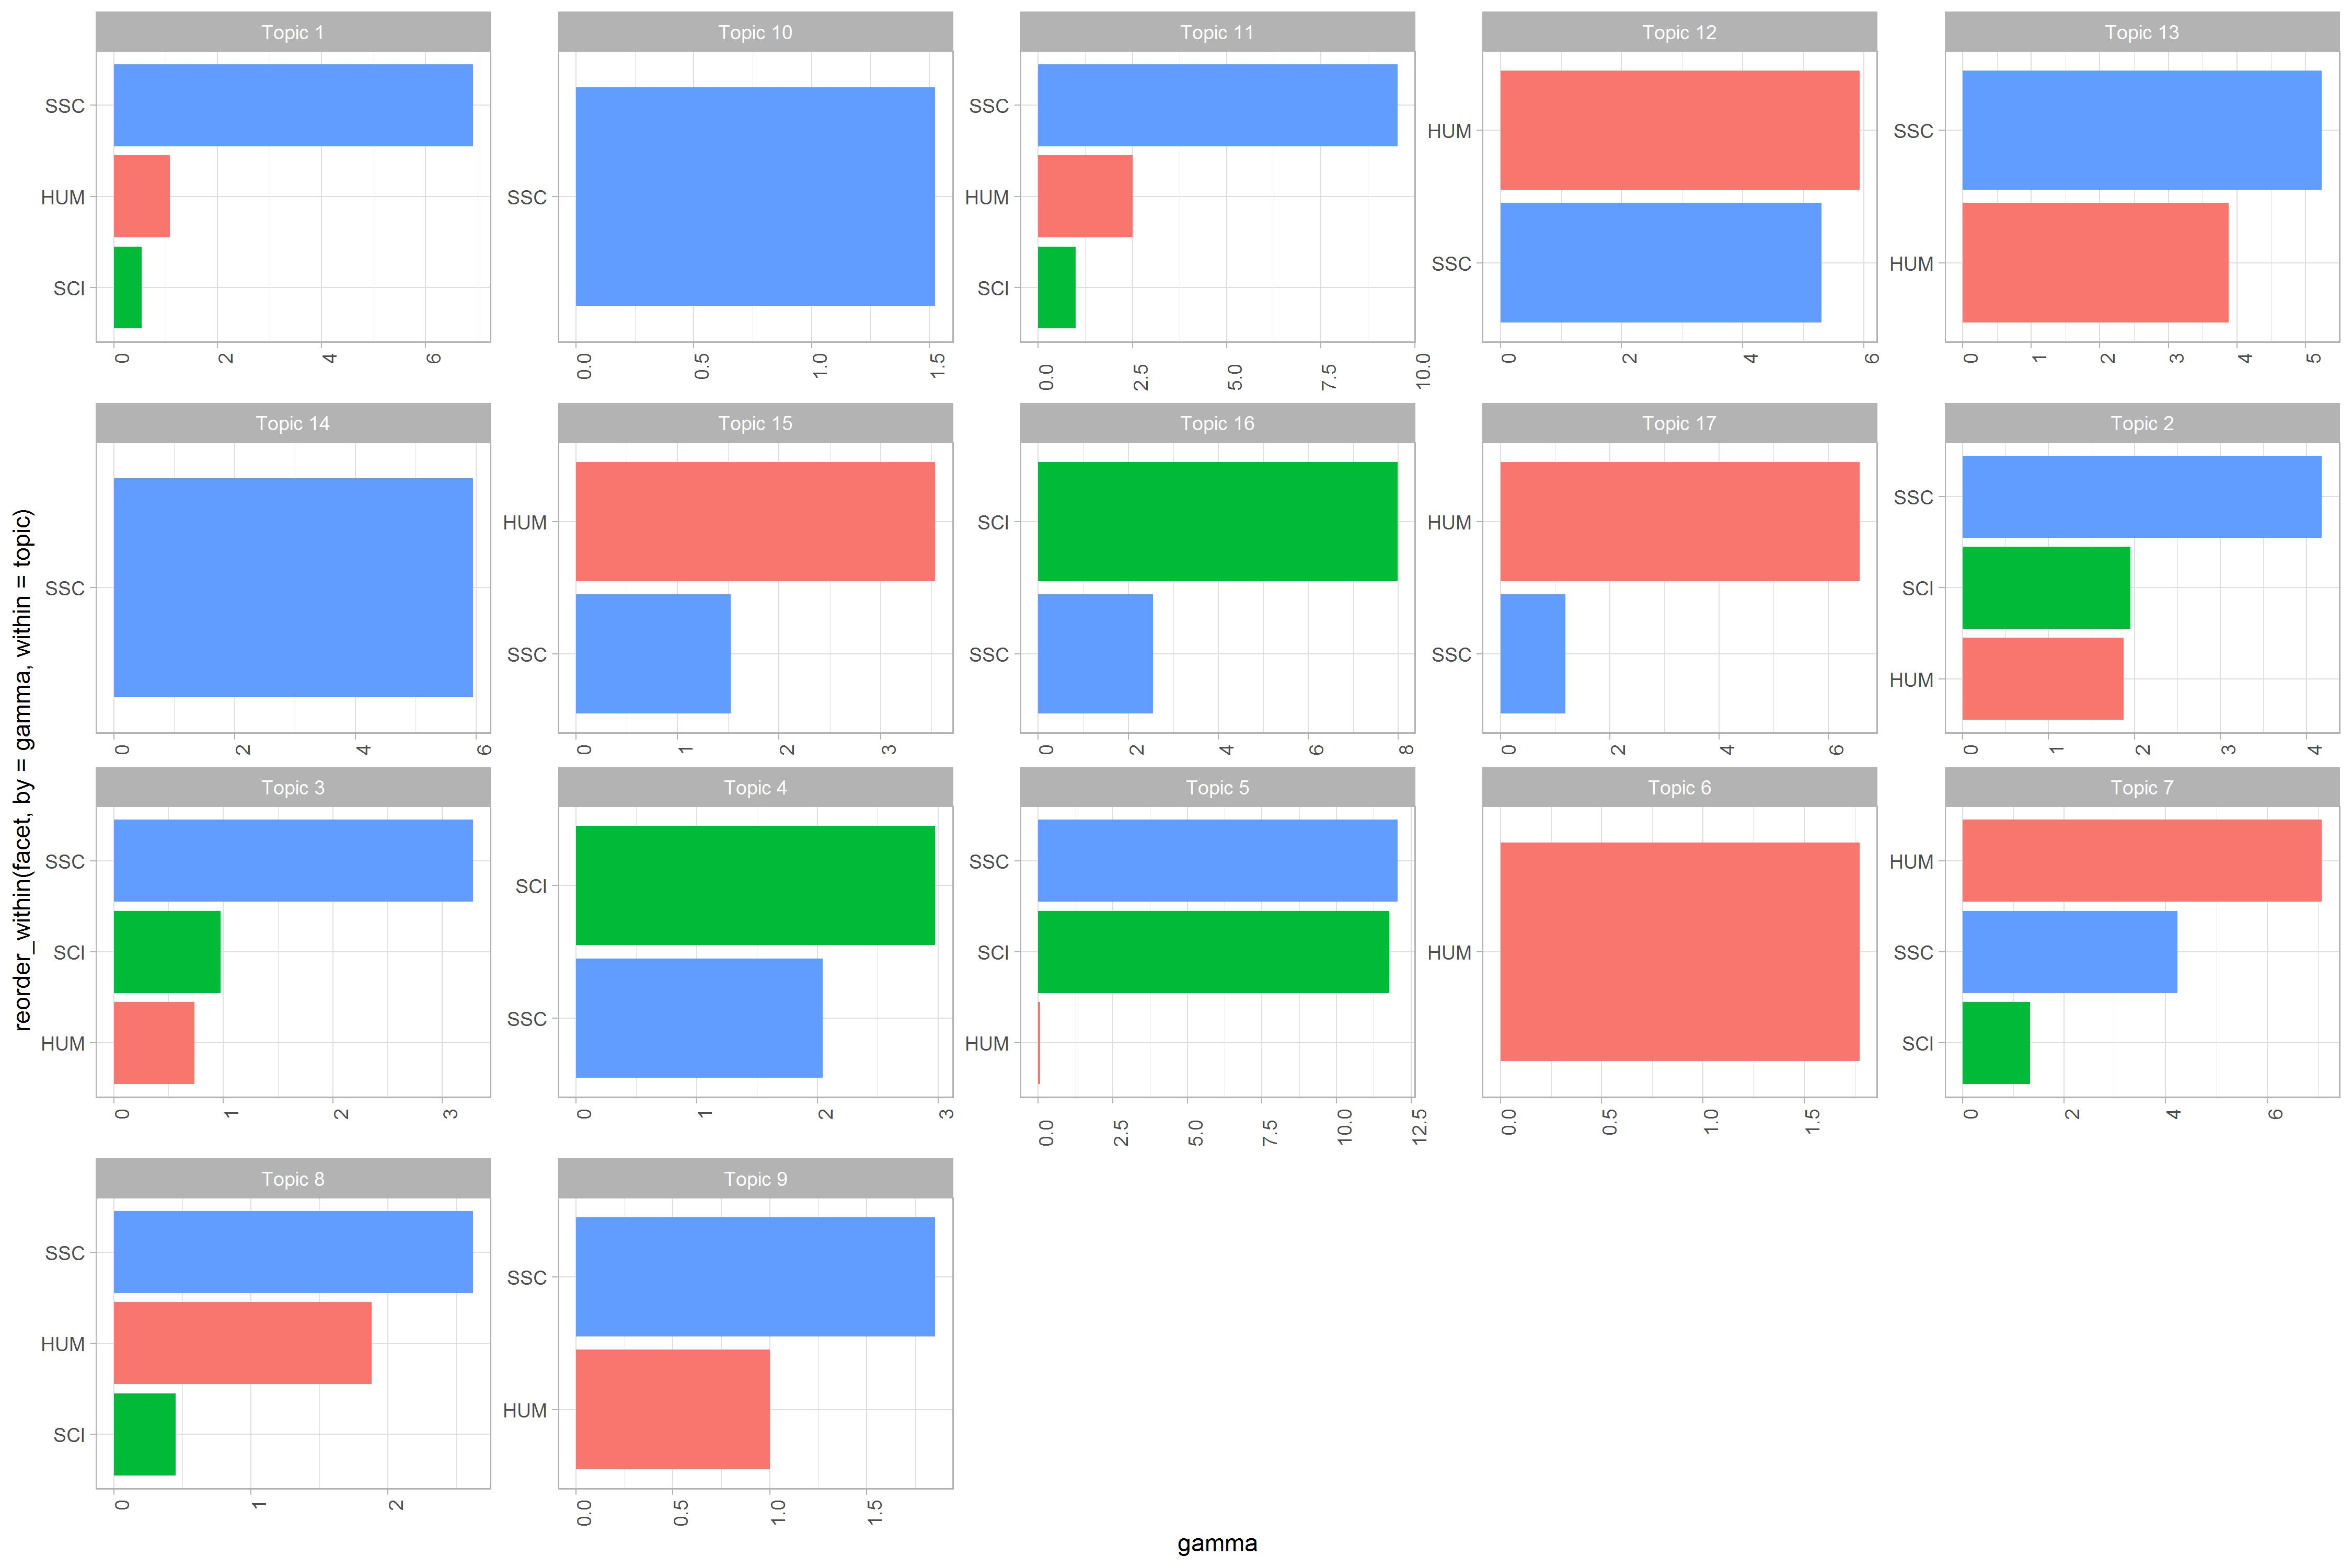 Topic 1
SSC
HUM
SCI
0 2 4 6
Topic 10
SSC
0.0 0.5 1.0 1.5
Topic 11
SSC
HUM
SCI
0.0 2.5 5.0 7.5 10.0
Topic 12
HUM
SSC
0 2 4 6
Topic 13
SSC
HUM
0 1 2 3 4 5
Topic 14
SSC
0 2 4 6
Topic 15
HUM
SSC
0 1 2 3
Topic 16
SCI
SSC
0 2 4 6 8
Topic 17
HUM
SSC
0 2 4 6
Topic 2
SSC
SCI
HUM
0 1 2 3 4
Topic 3
SSC
SCI
HUM
0 1 2 3
Topic 4
SCI
SSC
0 1 2 3
Topic 5
SSC
SCI
HUM
0.0 2.5 5.0 7.5 10.0 12.5
Topic 6
HUM
0.0 0.5 1.0 1.5
Topic 7
HUM
SSC
SCI
0 2 4 6
Topic 8
SSC
HUM
SCI
0 1 2
Topic 9
SSC
HUM
0.0 0.5 1.0 1.5
reorder_within(facet, by = gamma, within = topic)
gamma